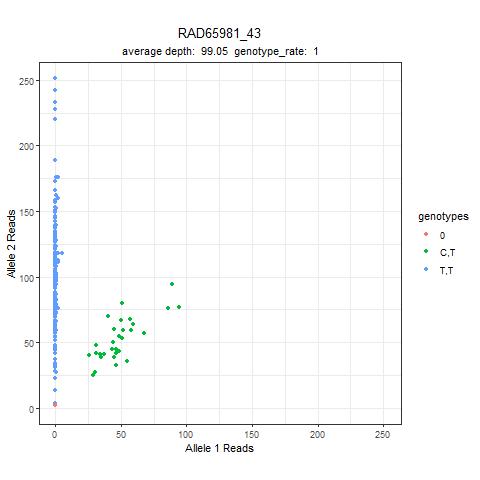 RAD65981_43
average depth:  99.05  genotype_rate:  1
250
200
150
100
50
0
Allele 2 Reads
0 50 100 150 200 250
Allele 1 Reads
genotypes
0
C,T
T,T